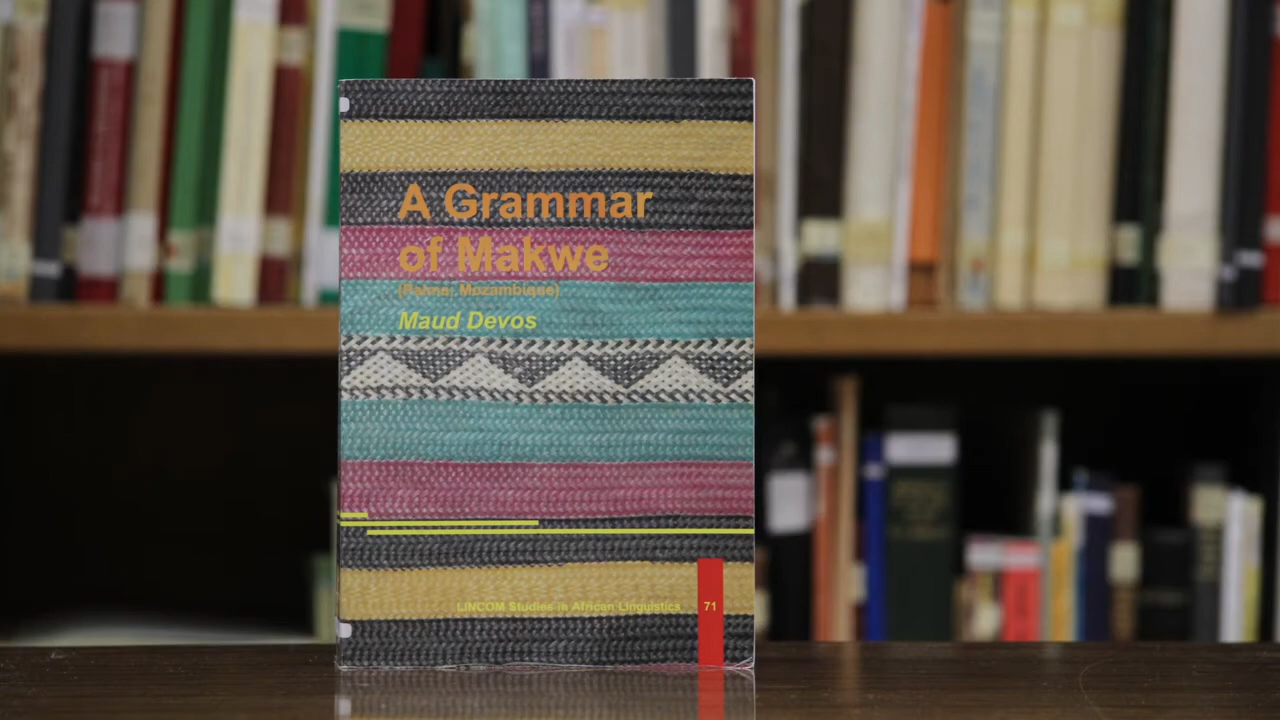 A Grammar
of Makwe
(Palma, Mozambique)
Maud Devos
LINCOM Studies in African Linguistics
71